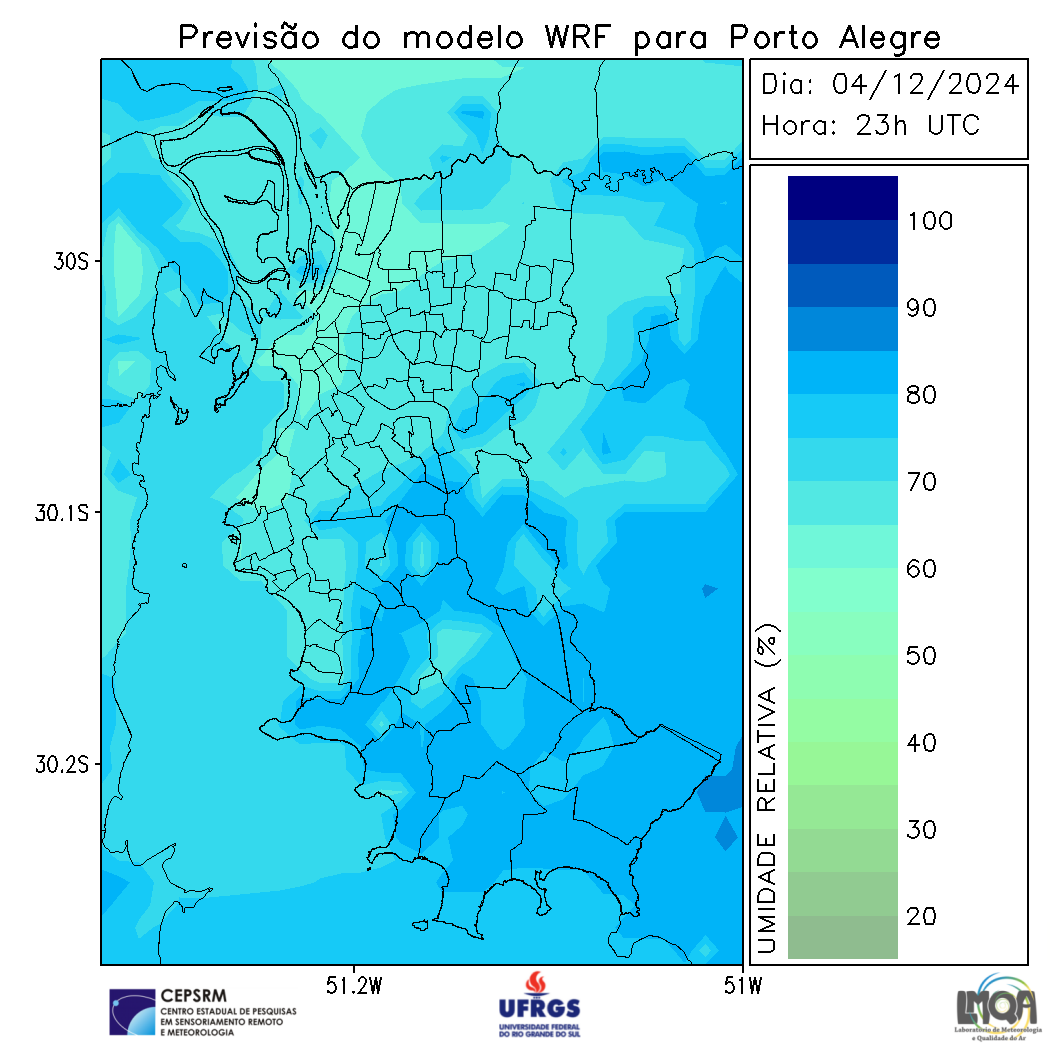 Previsão do modelo WRF para Porto Alegre
Dia: 04/12/2024
Hora: 23h UTC
100
90
80
70
60
50
40
30
20
UMIDADE RELATIVA (%)
30S
30.1S
30.2S
51.2W
51W
CEPSRM
CENTRO ESTADUAL DE PESQUISAS
EM SENSORIAMENTO REMOTO
E METEOROLOGIA
UFRGS
UNIVERSIDADE FEDERAL
DO RIO GRANDE DO SUL
LMQA
Laboratório de Meteorologia
e Qualidade do Ar